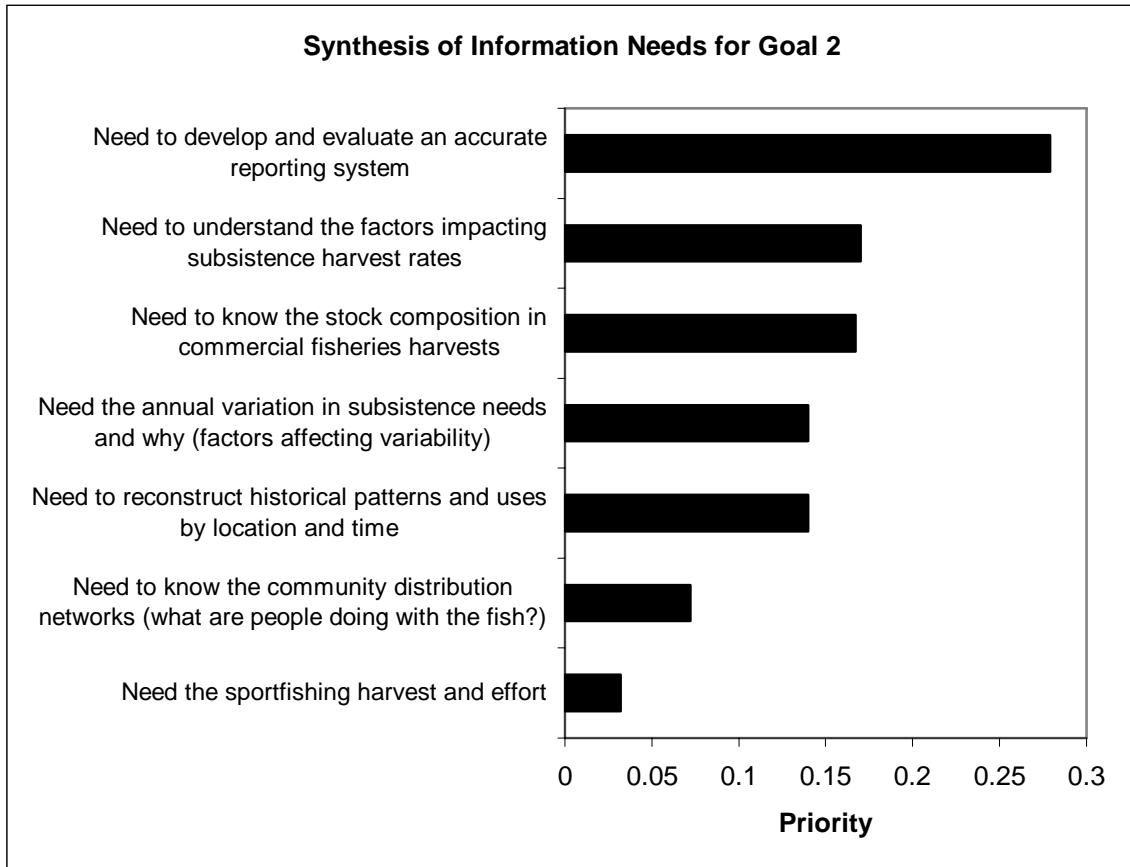 Synthesis of Information Needs for Goal 2
Need to develop and evaluate an accurate
reporting system
Need to understand the factors impacting
subsistence harvest rates
Need to know the stock composition in
commercial fisheries harvests
Need the annual variation in subsistence needs
and why (factors affecting variability)
Need to reconstruct historical patterns and uses
by location and time
Need to know the community distribution
networks (what are people doing with the fish?)
Need the sportfishing harvest and effort
0 0.05 0.1 0.15 0.2 0.25 0.3
Priority